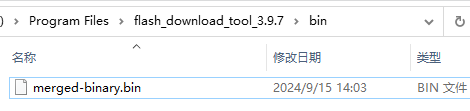 ) › Program Files › flash_download_tool_3.9.7 › bin
名称 修改日期 类型
merged-binary.bin 2024/9/15 14:03 BIN 文件